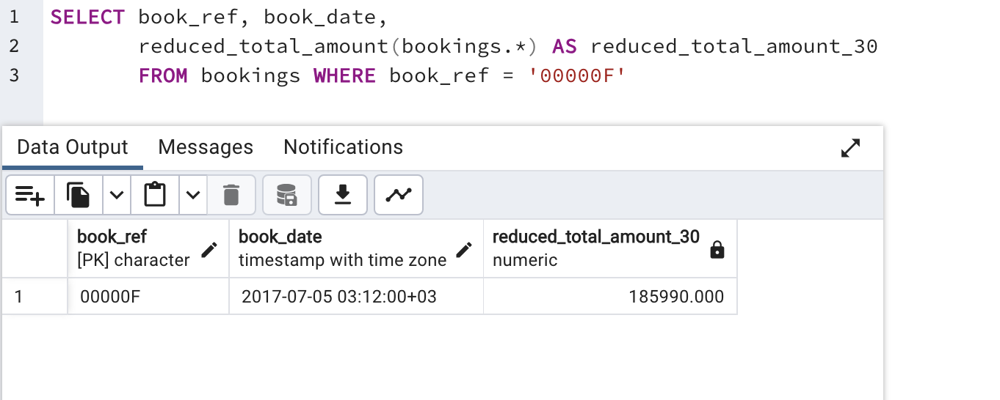 1 SELECT book_ref, book_date,
2 reduced_total_amount(bookings.*) AS reduced_total_amount_30
3 FROM bookings WHERE book_ref = '00000F'
Data Output Messages Notifications
book_ref book_date reduced_total_amount_30
[PK] character timestamp with time zone numeric
1 00000F 2017-07-05 03:12:00+03 185990.000